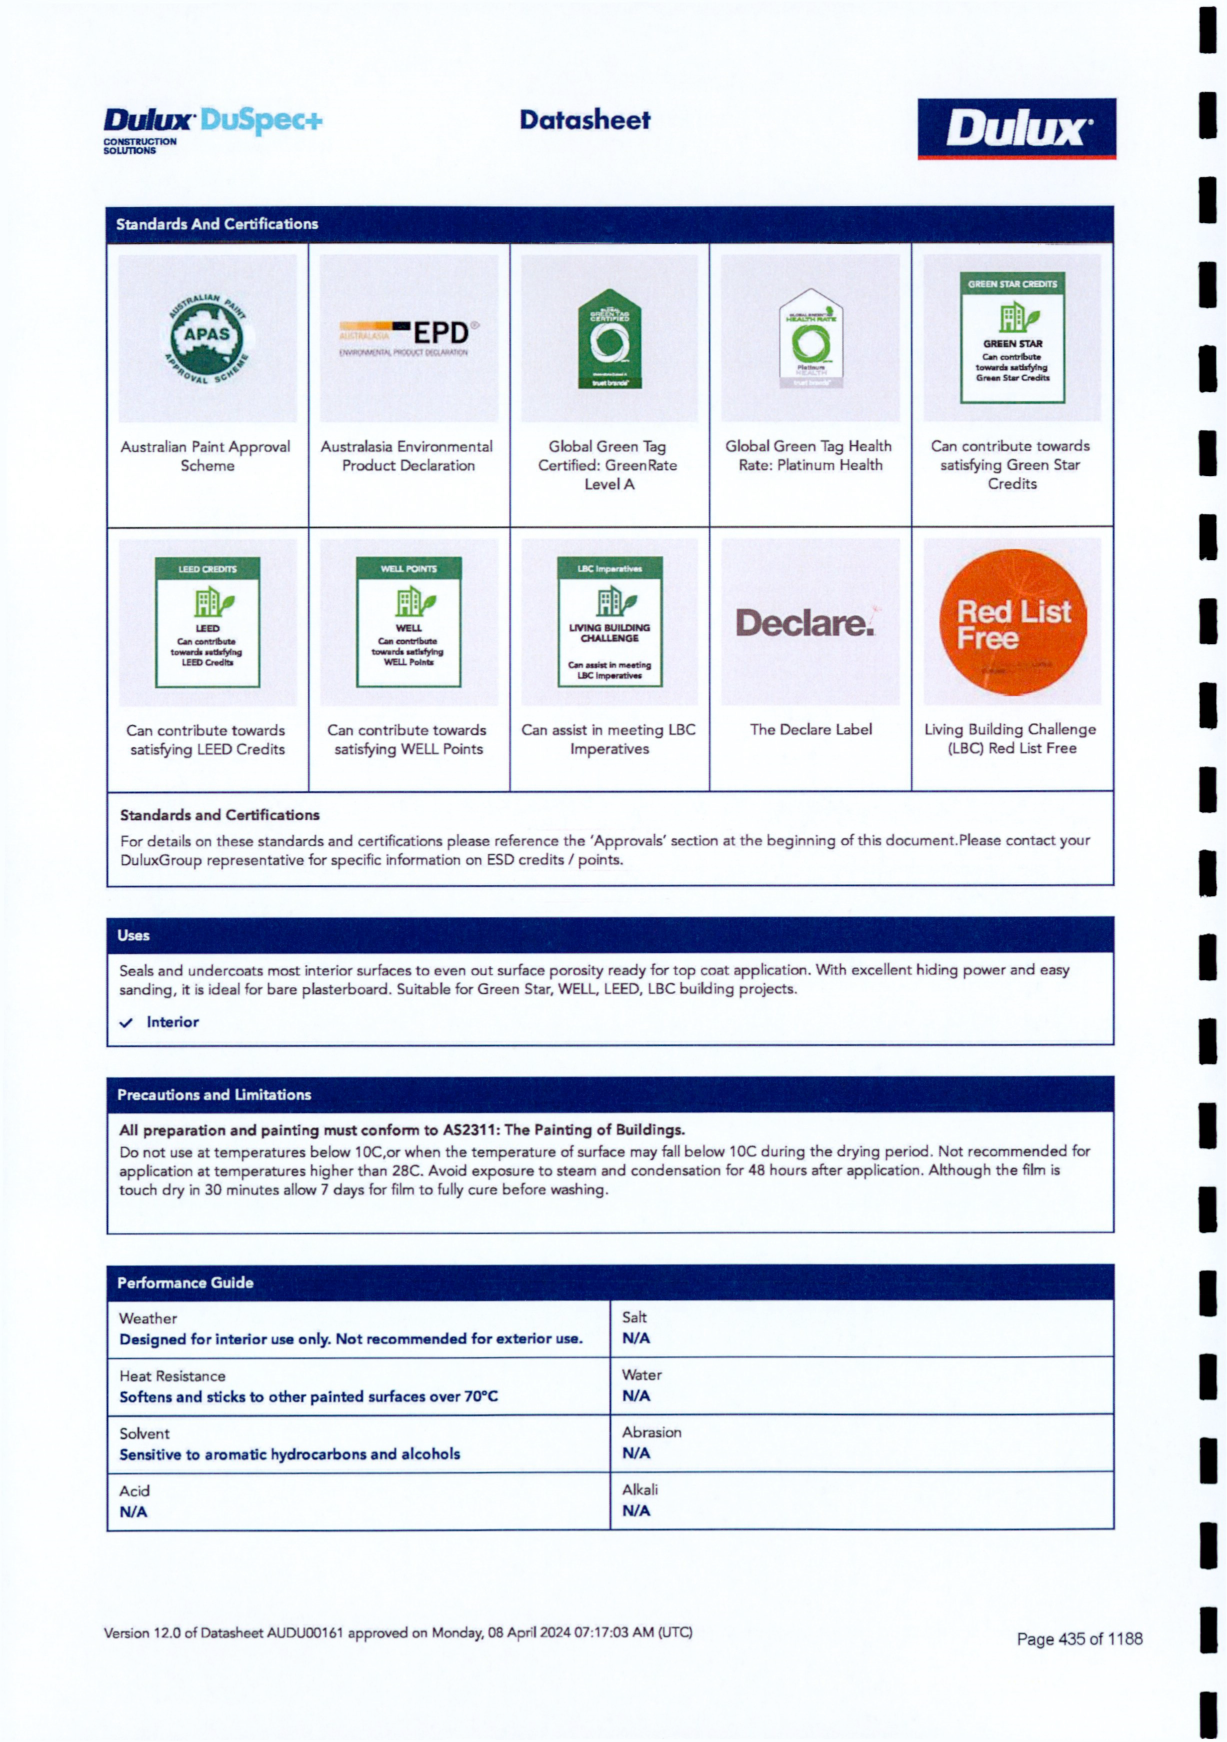 Dulux DuSpec+
CONSTRUCTION
SOLUTIONS
Datasheet
Dulux
Standards And Certifications
AUSTRALIAN PAINT
APAS
APPROVAL SCHEME
AUSTRALASIA EPD®
ENVIRONMENTAL PRODUCT DECLARATION
GREEN TAG
CERTIFIED
trust brands
HEALTH RATE
Platinum
HEALTH
trust brands
GREEN STAR CREDITS
GREEN STAR
Can contribute
towards satisfying
Green Star Credits
Australian Paint Approval
Scheme
Australasia Environmental
Product Declaration
Global Green Tag
Certified: GreenRate
Level A
Global Green Tag Health
Rate: Platinum Health
Can contribute towards
satisfying Green Star
Credits
LEED CREDITS
LEED
Can contribute
towards satisfying
LEED Credits
WELL POINTS
WELL
Can contribute
towards satisfying
WELL Points
LBC Imperatives
LIVING BUILDING
CHALLENGE
Can assist in meeting
LBC Imperatives
Declare.
Red List
Free
Can contribute towards
satisfying LEED Credits
Can contribute towards
satisfying WELL Points
Can assist in meeting LBC
Imperatives
The Declare Label
Living Building Challenge
(LBC) Red List Free
Standards and Certifications
For details on these standards and certifications please reference the 'Approvals' section at the beginning of this document.Please contact your
DuluxGroup representative for specific information on ESD credits / points.
Uses
Seals and undercoats most interior surfaces to even out surface porosity ready for top coat application. With excellent hiding power and easy
sanding, it is ideal for bare plasterboard. Suitable for Green Star, WELL, LEED, LBC building projects.
✓ Interior
Precautions and Limitations
All preparation and painting must conform to AS2311: The Painting of Buildings.
Do not use at temperatures below 10C,or when the temperature of surface may fall below 10C during the drying period. Not recommended for
application at temperatures higher than 28C. Avoid exposure to steam and condensation for 48 hours after application. Although the film is
touch dry in 30 minutes allow 7 days for film to fully cure before washing.
Performance Guide
Weather
Designed for interior use only. Not recommended for exterior use.
Salt
N/A
Heat Resistance
Softens and sticks to other painted surfaces over 70°C
Water
N/A
Solvent
Sensitive to aromatic hydrocarbons and alcohols
Abrasion
N/A
Acid
N/A
Alkali
N/A
Version 12.0 of Datasheet AUDU00161 approved on Monday, 08 April 2024 07:17:03 AM (UTC)
Page 435 of 1188